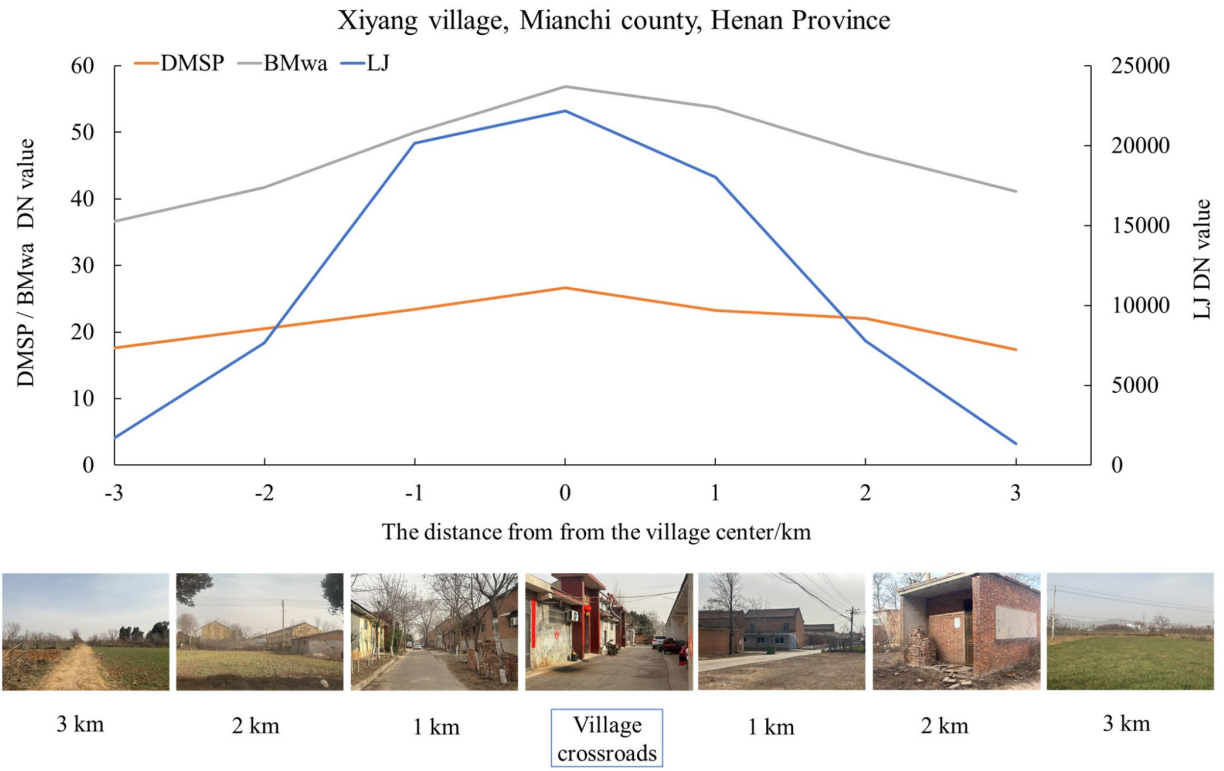 Xiyang village, Mianchi county, Henan Province
DMSP BMwa LJ
60
50
40
30
20
10
0
DMSP / BMwa DN value
25000
20000
15000
10000
5000
0
LJ DN value
-3 -2 -1 0 1 2 3
The distance from from the village center/km
3 km 2 km 1 km Village crossroads 1 km 2 km 3 km